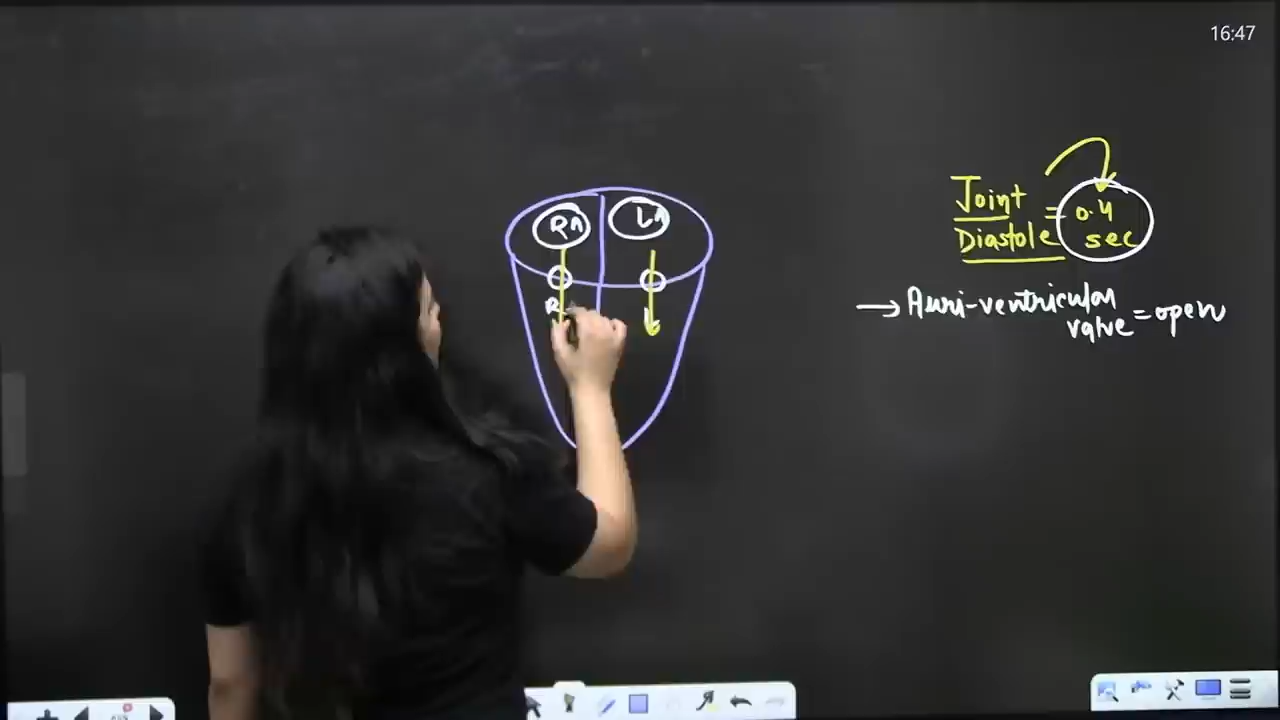 16:47
RA LA
R L
Joint = 0.4
Diastole sec
→ Auri-ventricular
valve = open